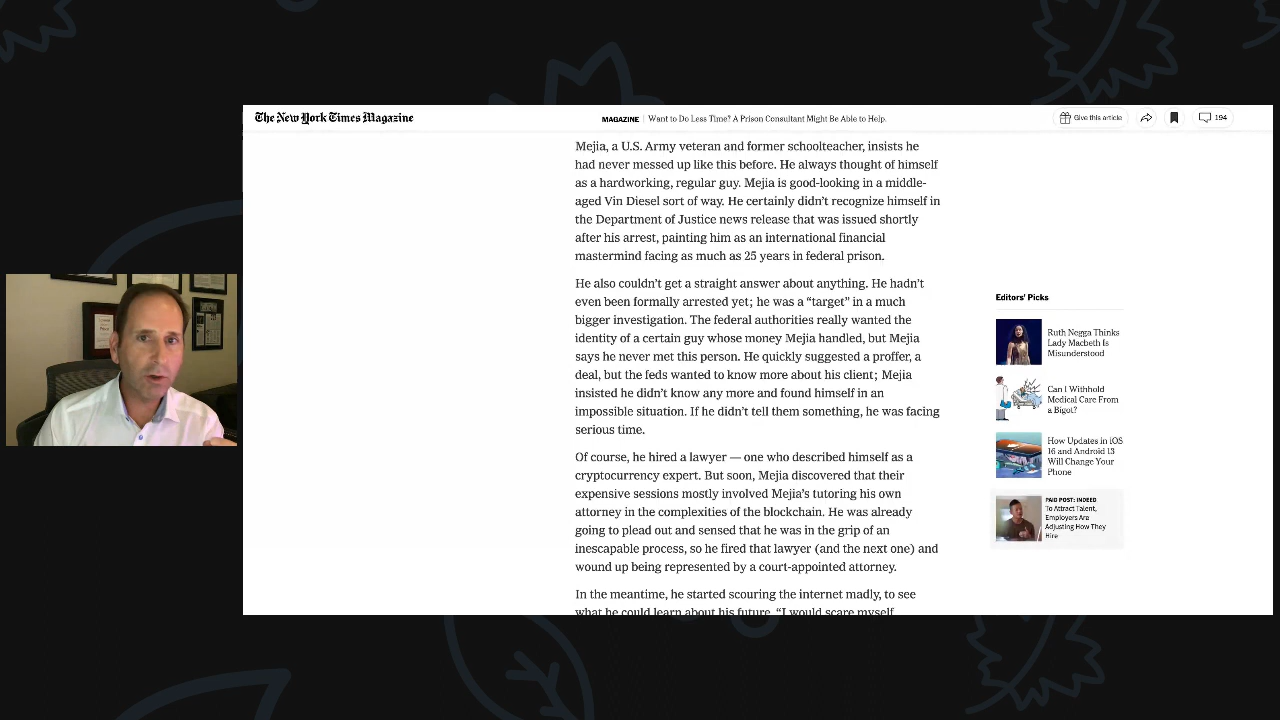 The New York Times Magazine
MAGAZINE | Want to Do Less Time? A Prison Consultant Might Be Able to Help.
Give this article
194
Mejia, a U.S. Army veteran and former schoolteacher, insists he
had never messed up like this before. He always thought of himself
as a hardworking, regular guy. Mejia is good-looking in a middle-
aged Vin Diesel sort of way. He certainly didn’t recognize himself in
the Department of Justice news release that was issued shortly
after his arrest, painting him as an international financial
mastermind facing as much as 25 years in federal prison.
He also couldn’t get a straight answer about anything. He hadn’t
even been formally arrested yet; he was a “target” in a much
bigger investigation. The federal authorities really wanted the
identity of a certain guy whose money Mejia handled, but Mejia
says he never met this person. He quickly suggested a proffer, a
deal, but the feds wanted to know more about his client; Mejia
insisted he didn’t know any more and found himself in an
impossible situation. If he didn’t tell them something, he was facing
serious time.
Of course, he hired a lawyer — one who described himself as a
cryptocurrency expert. But soon, Mejia discovered that their
expensive sessions mostly involved Mejia’s tutoring his own
attorney in the complexities of the blockchain. He was already
going to plead out and sensed that he was in the grip of an
inescapable process, so he fired that lawyer (and the next one) and
wound up being represented by a court-appointed attorney.
In the meantime, he started scouring the internet madly, to see
what he could learn about his future. “I would scare myself
Editors’ Picks
Ruth Negga Thinks
Lady Macbeth Is
Misunderstood
Can I Withhold
Medical Care From
a Bigot?
How Updates in iOS
16 and Android 13
Will Change Your
Phone
PAID POST: INDEED
To Attract Talent,
Employers Are
Adjusting How They
Hire